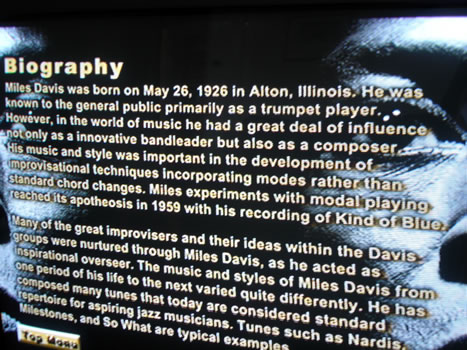 Biography
Miles Davis was born on May 26, 1926 in Alton, Illinois. He was
known to the general public primarily as a trumpet player.
However, in the world of music he had a great deal of influence
not only as a innovative bandleader but also as a composer.
His music and style was important in the development of
improvisational techniques incorporating modes rather than
standard chord changes. Miles experiments with modal playing
reached its apotheosis in 1959 with his recording of Kind of Blue.
Many of the great improvisers and their ideas within the Davis
groups were nurtured through Miles Davis, as he acted as
inspirational overseer. The music and styles of Miles Davis from
one period of his life to the next varied quite differently. He has
composed many tunes that today are considered standard
repertoire for aspiring jazz musicians. Tunes such as Nardis,
Milestones, and So What are typical examples
Top Menu